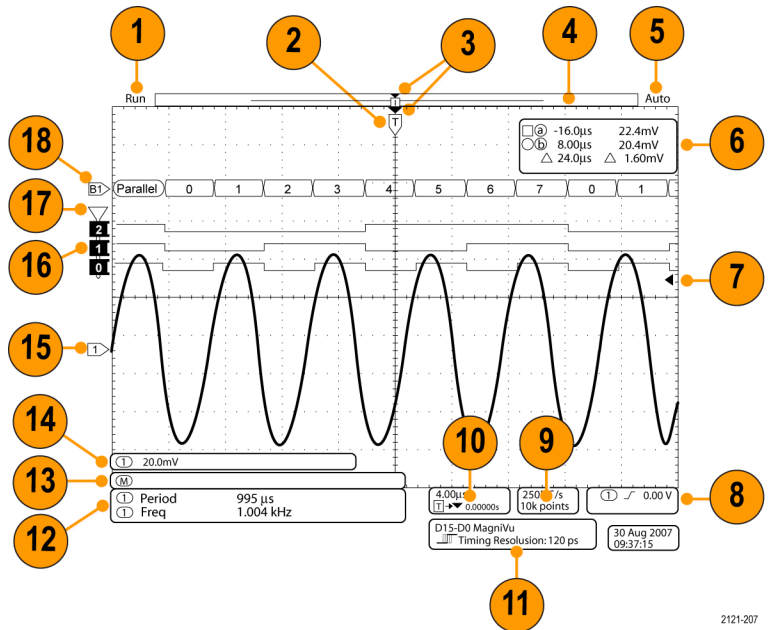 1
2
3
4
5
Run
Auto
T
ⓐ -16.0µs 22.4mV
ⓑ 8.00µs 20.4mV
△ 24.0µs △ 1.60mV
6
18
B1
Parallel 0 1 2 3 4 5 6 7 0 1
17
2
1
16
0
7
15
1
14
① 20.0mV
10
9
13
Ⓜ
4.00µs
T→▼ 0.00000s
10k points
① 0.00 V
8
① Period 995 µs
① Freq 1.004 kHz
12
D15-D0 MagniVu
Timing Resolution: 120 ps
30 Aug 2007
09:37:15
11
2121-207